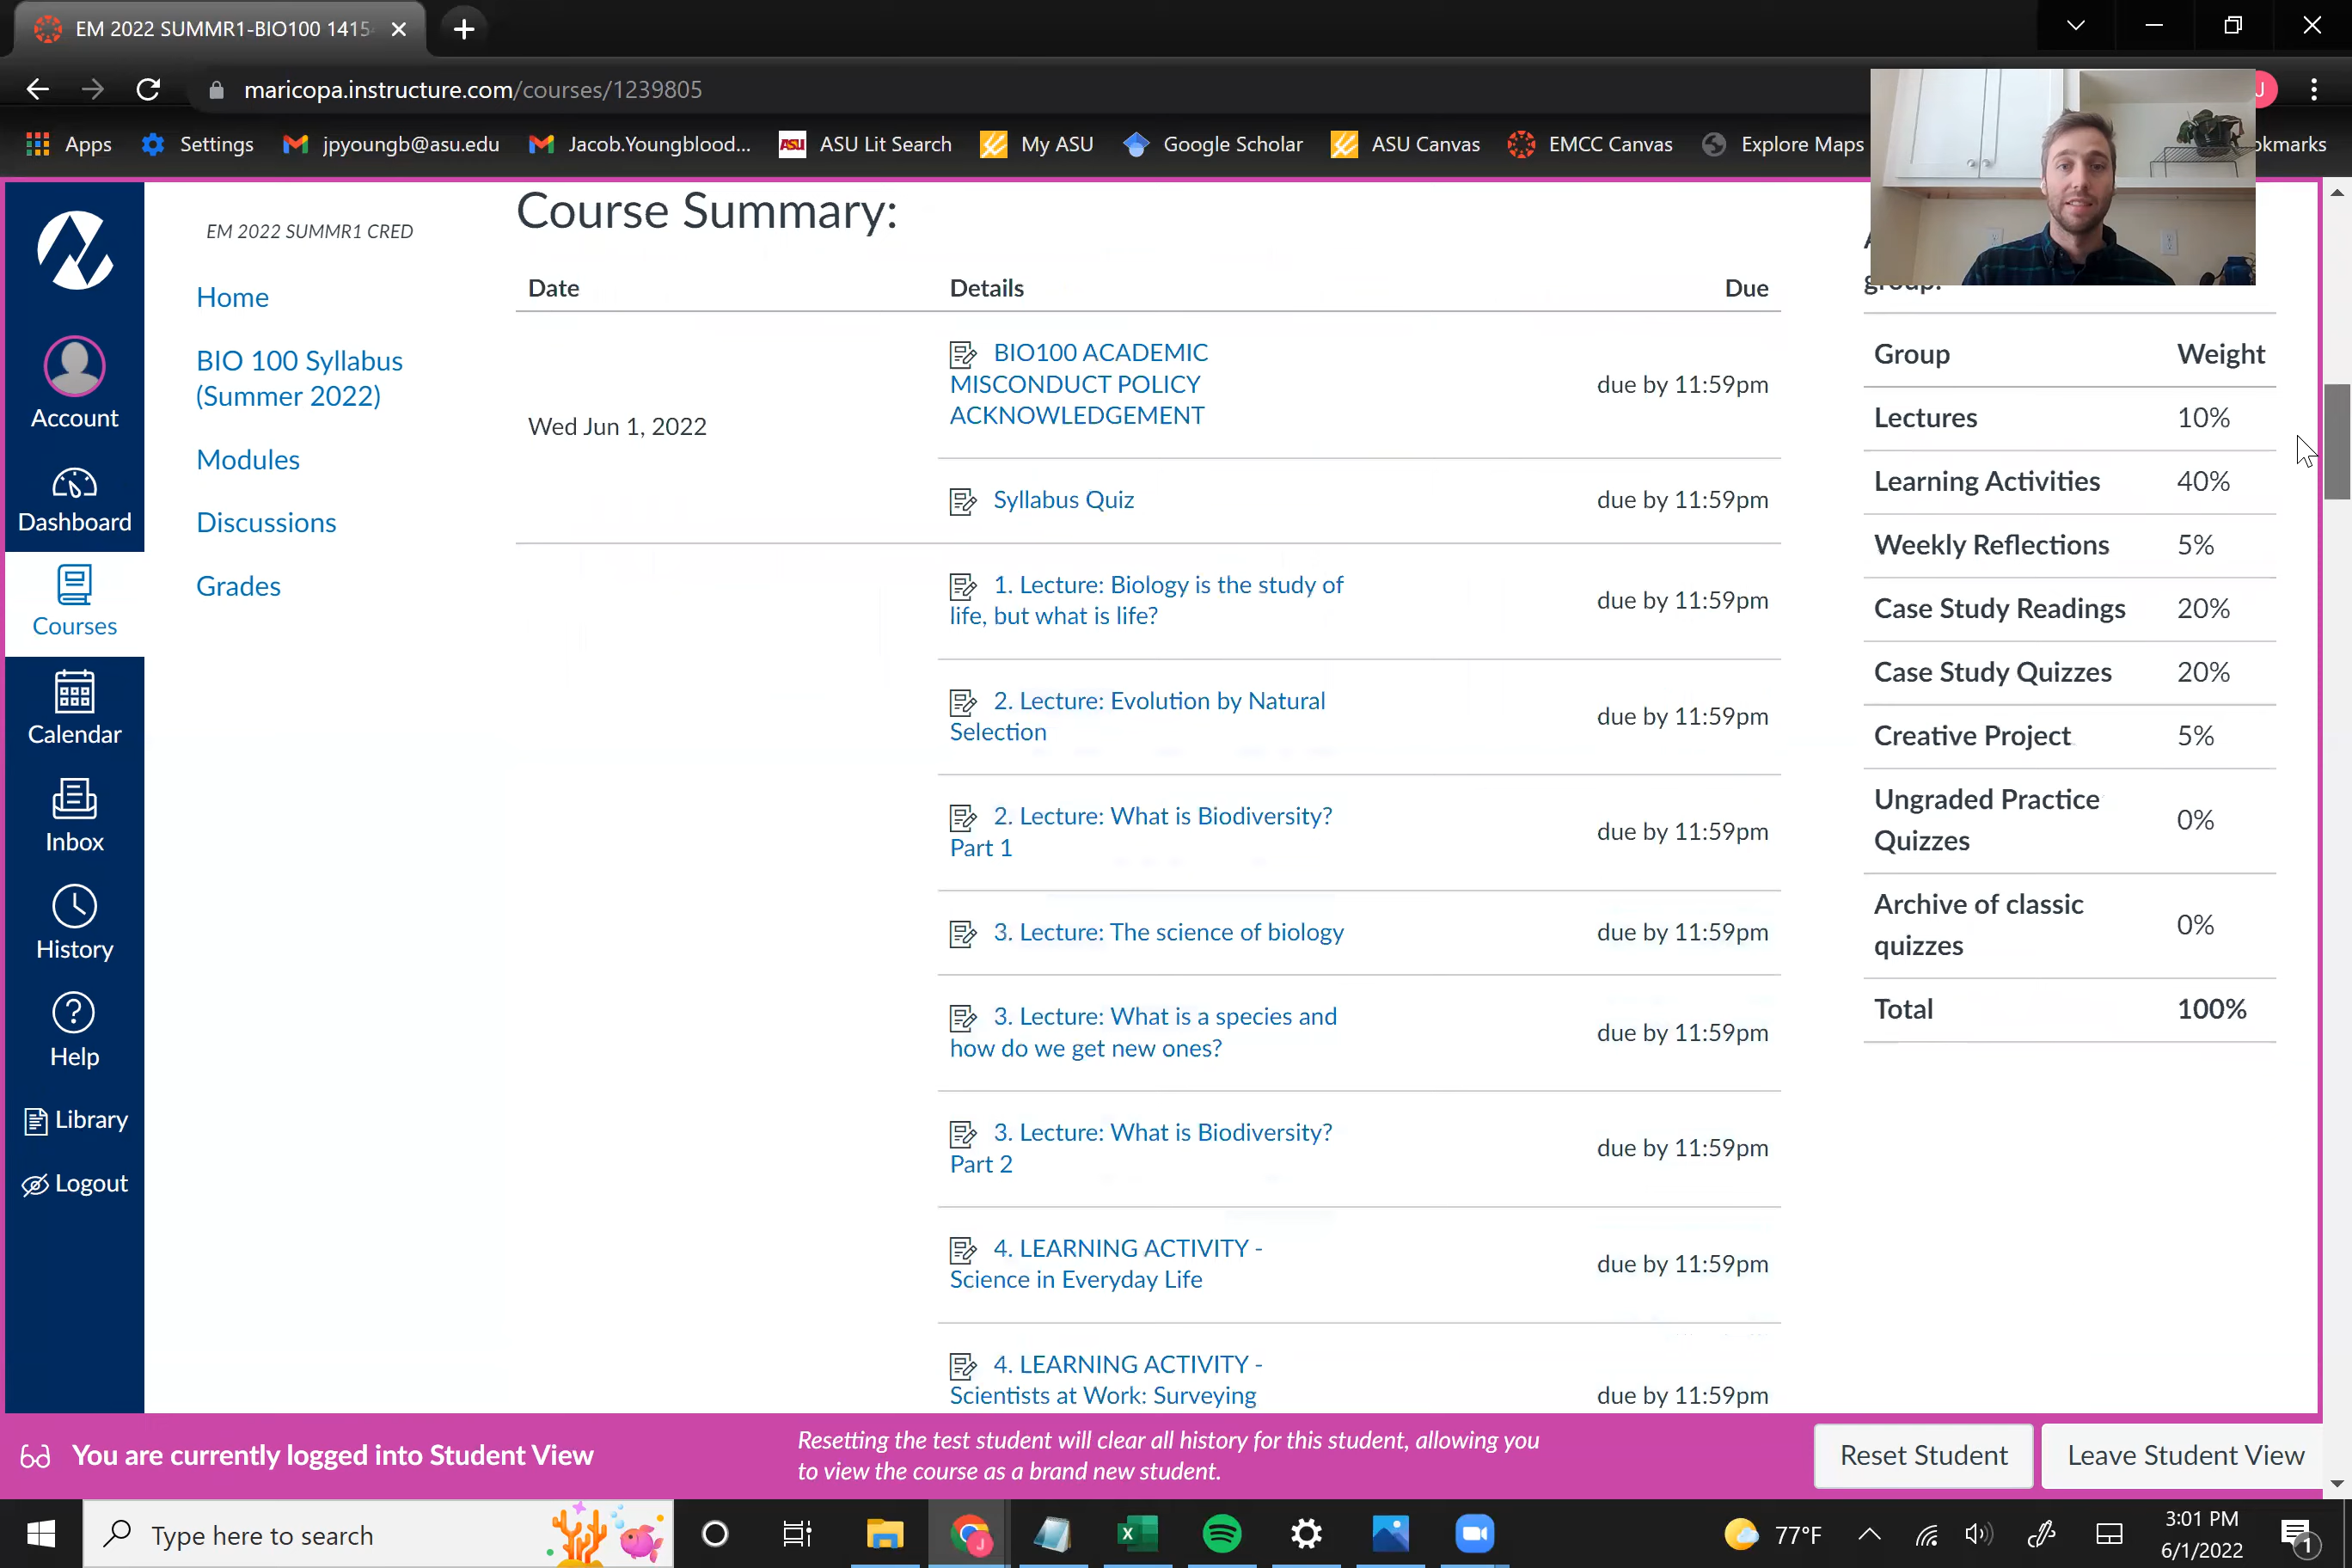 EM 2022 SUMMR1-BIO100 1415
maricopa.instructure.com/courses/1239805
J
Apps
Settings
jpyoungb@asu.edu
Jacob.Youngblood...
ASU
ASU Lit Search
My ASU
Google Scholar
ASU Canvas
EMCC Canvas
Explore Maps
okmarks
Account
Dashboard
Courses
Calendar
Inbox
History
Help
Library
Logout
EM 2022 SUMMR1 CRED
Home
BIO 100 Syllabus
(Summer 2022)
Modules
Discussions
Grades
Course Summary:
Date Details Due
Wed Jun 1, 2022
BIO100 ACADEMIC
MISCONDUCT POLICY
ACKNOWLEDGEMENT
due by 11:59pm
Syllabus Quiz due by 11:59pm
1. Lecture: Biology is the study of
life, but what is life?
due by 11:59pm
2. Lecture: Evolution by Natural
Selection
due by 11:59pm
2. Lecture: What is Biodiversity?
Part 1
due by 11:59pm
3. Lecture: The science of biology due by 11:59pm
3. Lecture: What is a species and
how do we get new ones?
due by 11:59pm
3. Lecture: What is Biodiversity?
Part 2
due by 11:59pm
4. LEARNING ACTIVITY -
Science in Everyday Life
due by 11:59pm
4. LEARNING ACTIVITY -
Scientists at Work: Surveying
due by 11:59pm
group:
Group Weight
Lectures 10%
Learning Activities 40%
Weekly Reflections 5%
Case Study Readings 20%
Case Study Quizzes 20%
Creative Project 5%
Ungraded Practice
Quizzes
0%
Archive of classic
quizzes
0%
Total 100%
You are currently logged into Student View
Resetting the test student will clear all history for this student, allowing you
to view the course as a brand new student.
Reset Student
Leave Student View
Type here to search
J
X
77°F
3:01 PM
6/1/2022
1